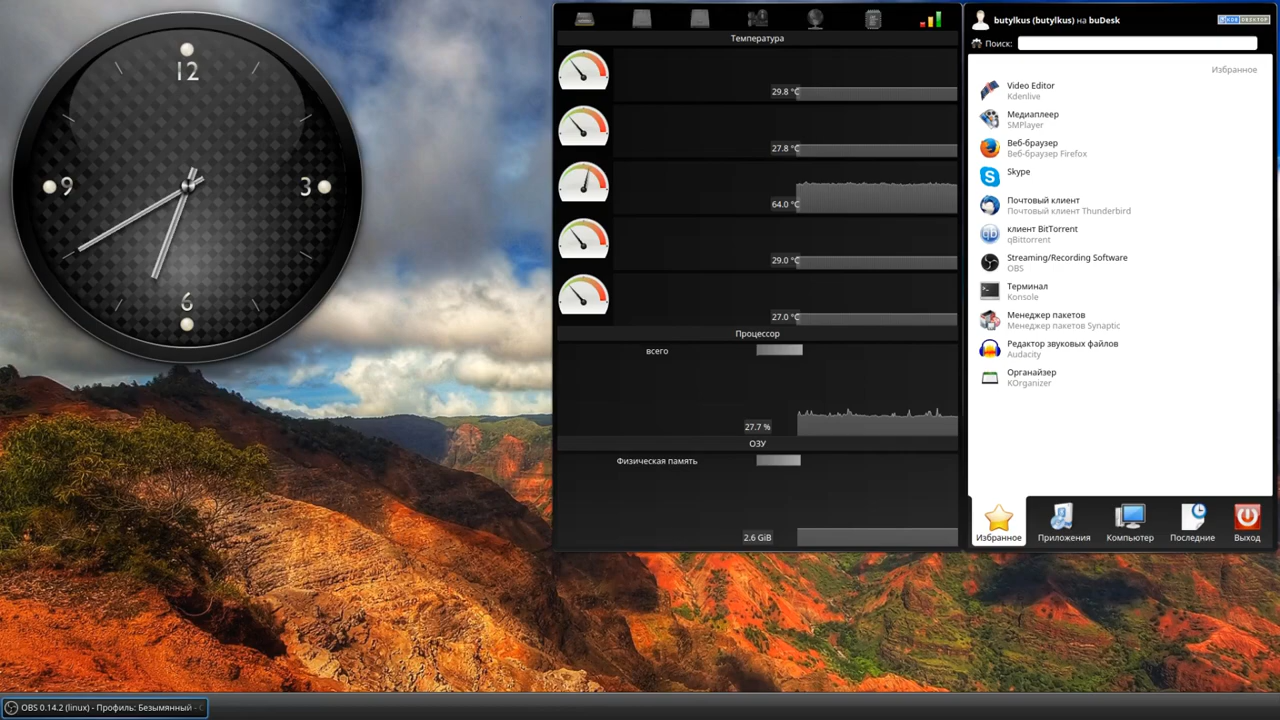 12
9
3
6
Температура
29.8 °C
27.8 °C
64.0 °C
29.0 °C
27.0 °C
Процессор
всего
27.7 %
ОЗУ
Физическая память
2.6 GiB
butylkus (butylkus) на buDesk
KDE DESKTOP
Поиск:
Избранное
Video Editor
Kdenlive
Медиаплеер
SMPlayer
Веб-браузер
Веб-браузер Firefox
Skype
Почтовый клиент
Почтовый клиент Thunderbird
клиент BitTorrent
qBittorrent
Streaming/Recording Software
OBS
Терминал
Konsole
Менеджер пакетов
Менеджер пакетов Synaptic
Редактор звуковых файлов
Audacity
Органайзер
KOrganizer
Избранное
Приложения
Компьютер
Последние
Выход
OBS 0.14.2 (linux) - Профиль: Безымянный -